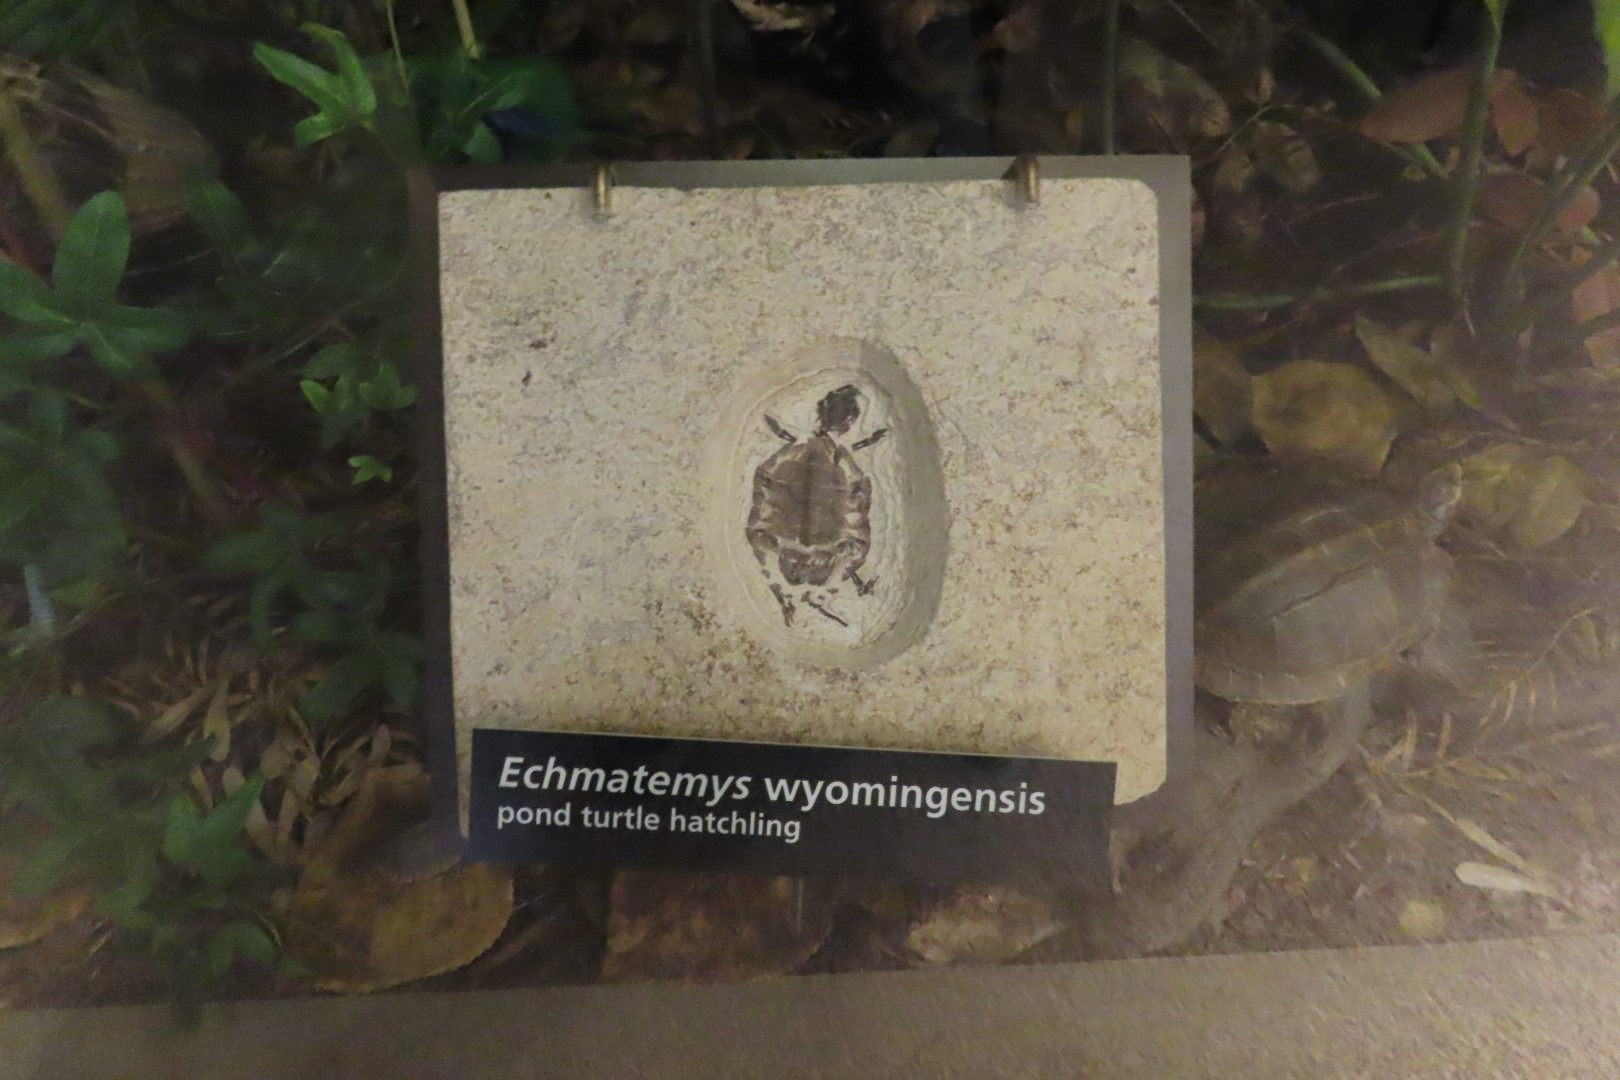 Echmatemys wyomingensis
pond turtle hatchling